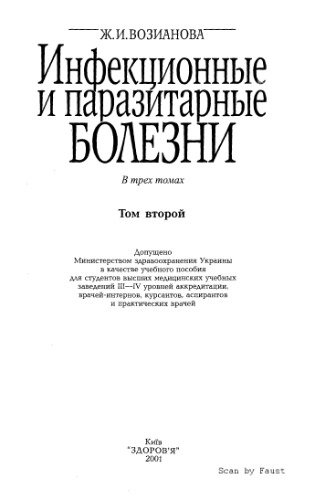 Ж.И.ВОЗИАНОВА
Инфекционные
и паразитарные
БОЛЕЗНИ
В трех томах
Том второй
Допущено
Министерством здравоохранения Украины
в качестве учебного пособия
для студентов высших медицинских учебных
заведений III—IV уровней аккредитации,
врачей-интернов, курсантов, аспирантов
и практических врачей
Київ
"ЗДОРОВ'Я"
2001
Scan by Faust